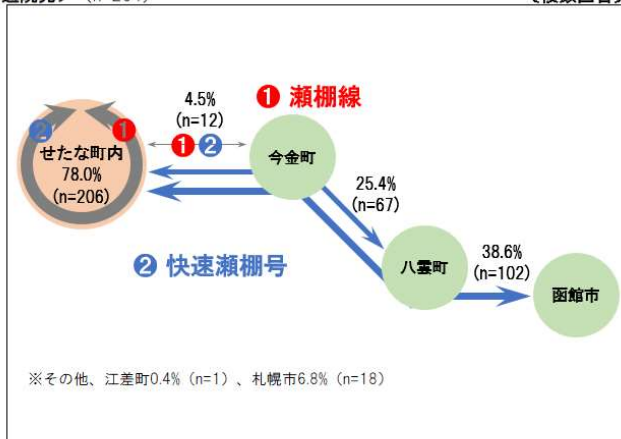 4.5%
(n=12)
❶ 瀬棚線
❷
❶
せたな町内
78.0%
(n=206)
❶ ❷
今金町
25.4%
(n=67)
❷ 快速瀬棚号
八雲町
38.6%
(n=102)
函館市
※その他、江差町0.4%（n=1）、札幌市6.8%（n=18）